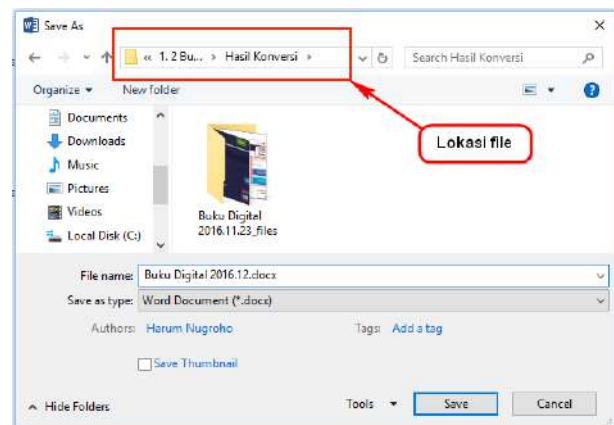 Save As
« 1. 2 Bu... › Hasil Konversi ›
Search Hasil Konversi
Organize
New folder
Lokasi file
Documents
Downloads
Music
Pictures
Videos
Local Disk (C:)
Buku Digital
2016.11.23_files
File name: Buku Digital 2016.12.docx
Save as type: Word Document (*.docx)
Authors: Harum Nugroho
Tags: Add a tag
Save Thumbnail
Hide Folders
Tools
Save
Cancel